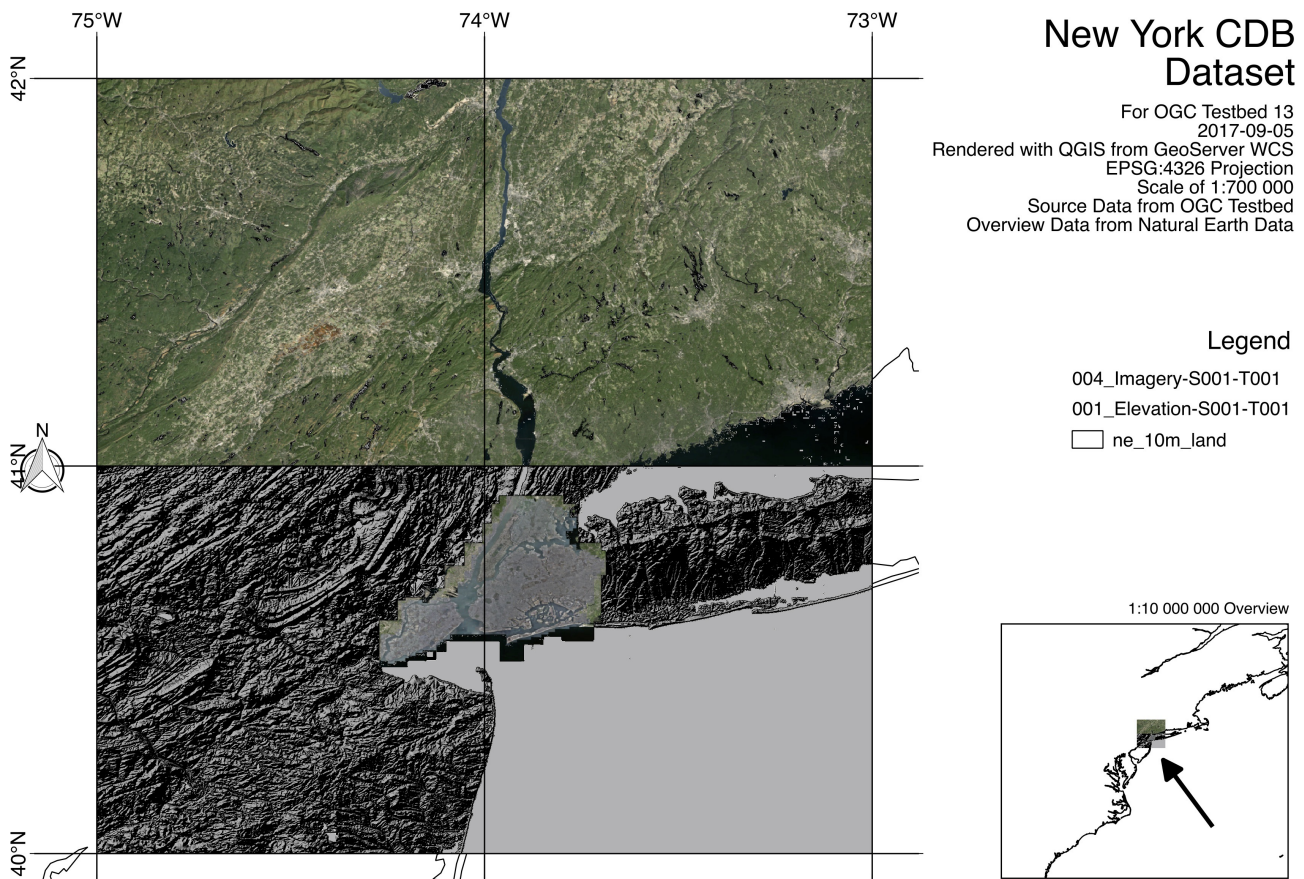 75°W
74°W
73°W
42°N
41°N
40°N
N
New York CDB
Dataset
For OGC Testbed 13
2017-09-05
Rendered with QGIS from GeoServer WCS
EPSG:4326 Projection
Scale of 1:700 000
Source Data from OGC Testbed
Overview Data from Natural Earth Data
Legend
004_Imagery-S001-T001
001_Elevation-S001-T001
ne_10m_land
1:10 000 000 Overview